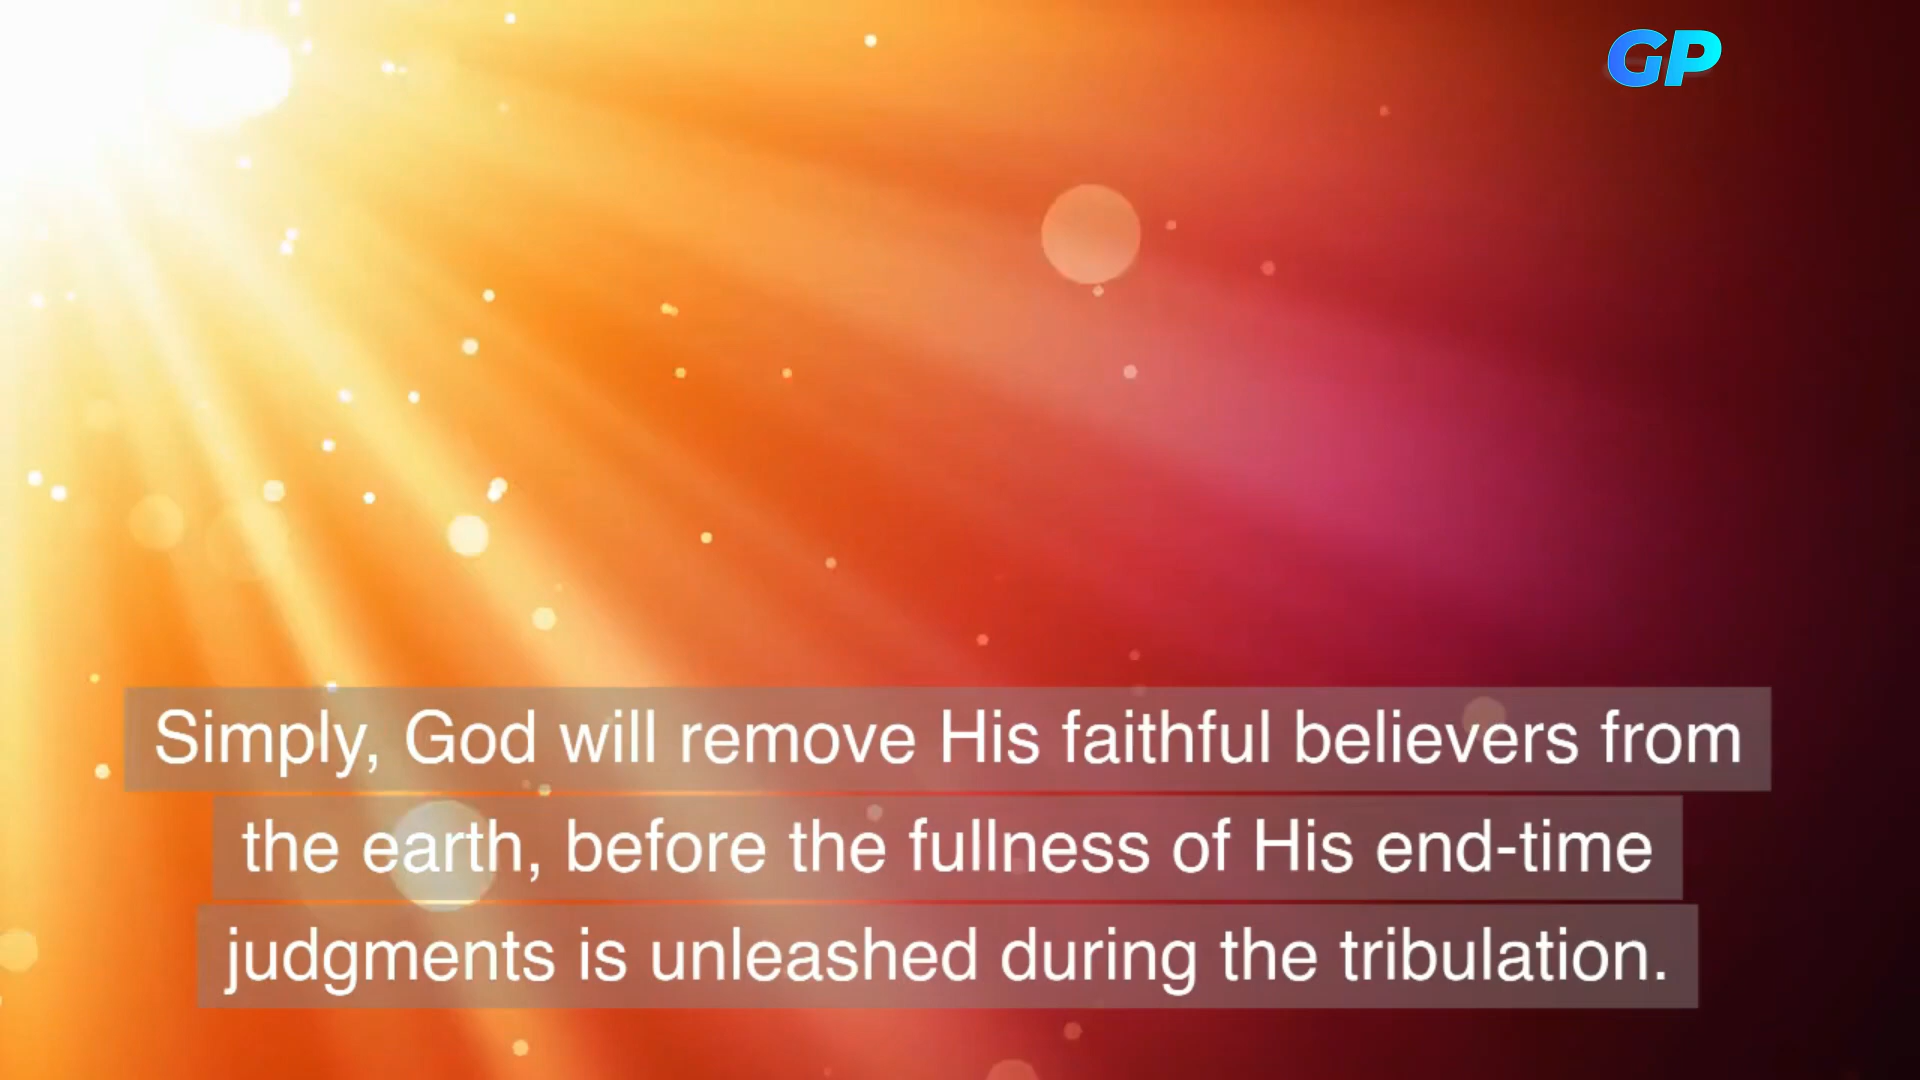 GP
Simply, God will remove His faithful believers from
the earth, before the fullness of His end-time
judgments is unleashed during the tribulation.